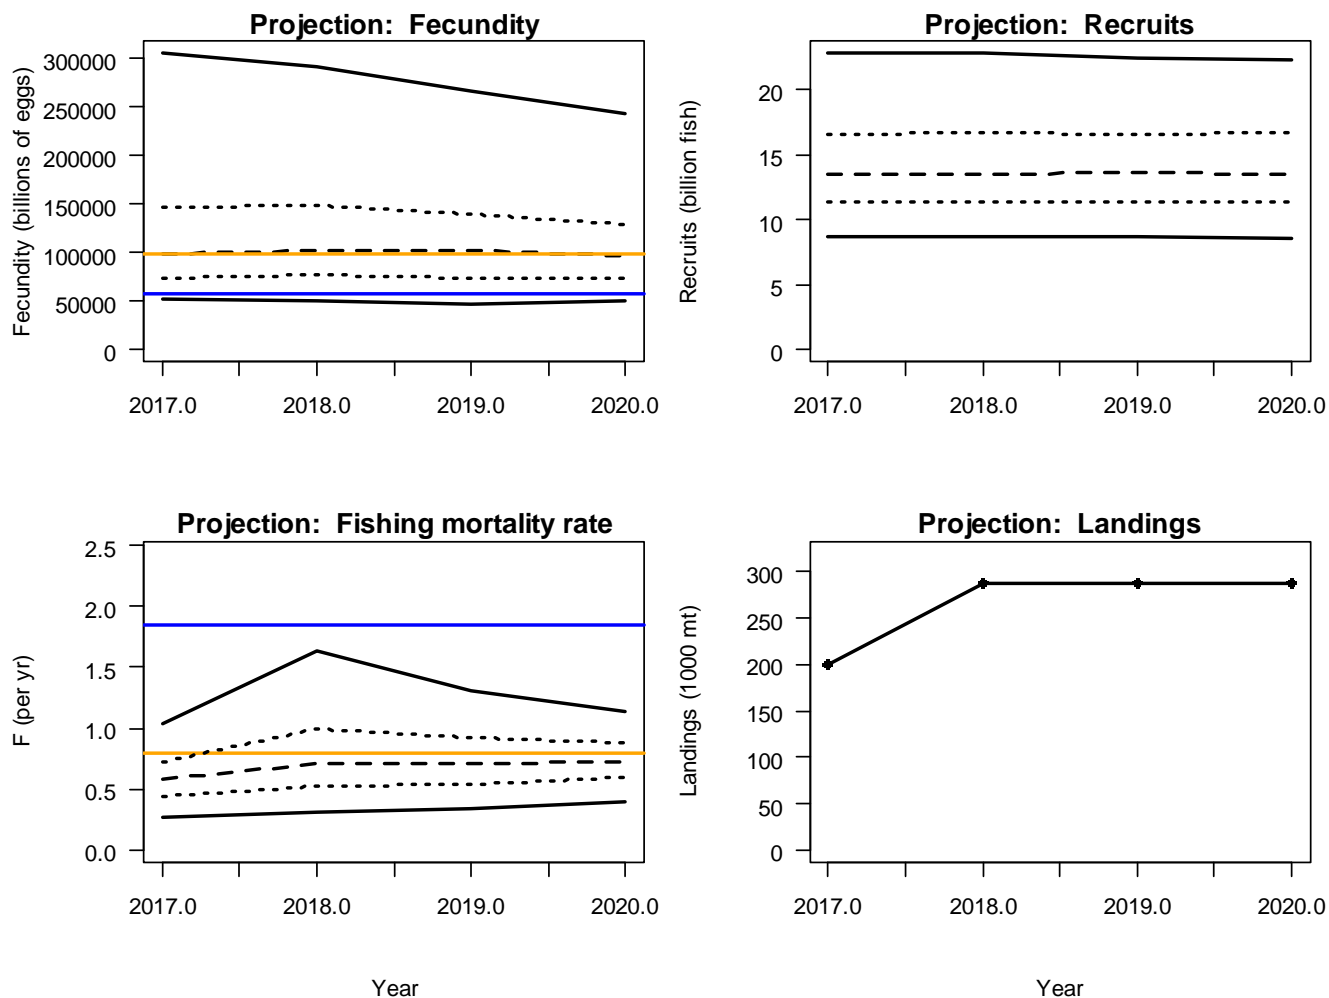 Projection: Fecundity
Fecundity (billions of eggs)
300000
250000
200000
150000
100000
50000
0
2017.0 2018.0 2019.0 2020.0
Projection: Recruits
Recruits (billion fish)
20
15
10
5
0
2017.0 2018.0 2019.0 2020.0
Projection: Fishing mortality rate
F (per yr)
2.5
2.0
1.5
1.0
0.5
0.0
2017.0 2018.0 2019.0 2020.0
Year
Projection: Landings
Landings (1000 mt)
300
250
200
150
100
50
0
2017.0 2018.0 2019.0 2020.0
Year